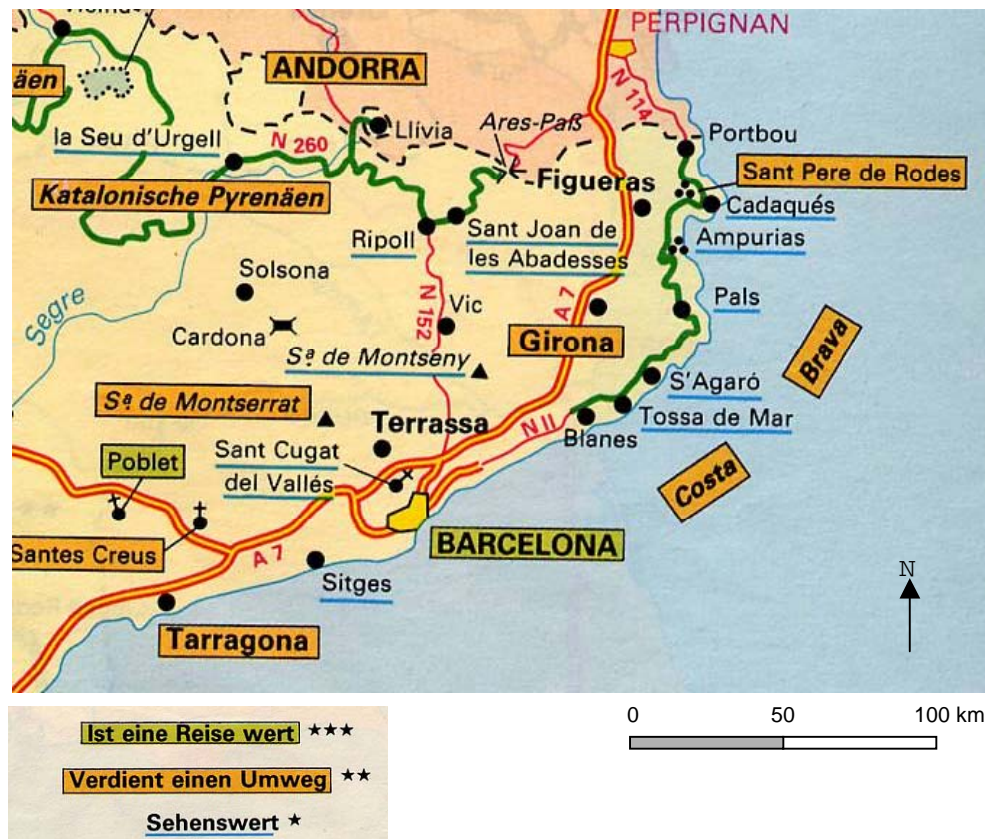 PERPIGNAN
äen
ANDORRA
N 114
la Seu d'Urgell
N 260
Llívia
Ares-Paß
Portbou
Katalonische Pyrenäen
-Figueras
Sant Pere de Rodes
Cadaqués
Ripoll
Sant Joan de
les Abadesses
Ampurias
Solsona
Segre
N 152
Vic
A 7
Pals
Cardona
Girona
Brava
Sª de Montseny
S'Agaró
Sª de Montserrat
Terrassa
N II
Tossa de Mar
Blanes
Poblet
Sant Cugat
del Vallés
Costa
Santes Creus
A 7
BARCELONA
Sitges
N
Tarragona
Ist eine Reise wert ★★★
Verdient einen Umweg ★★
Sehenswert ★
0 50 100 km